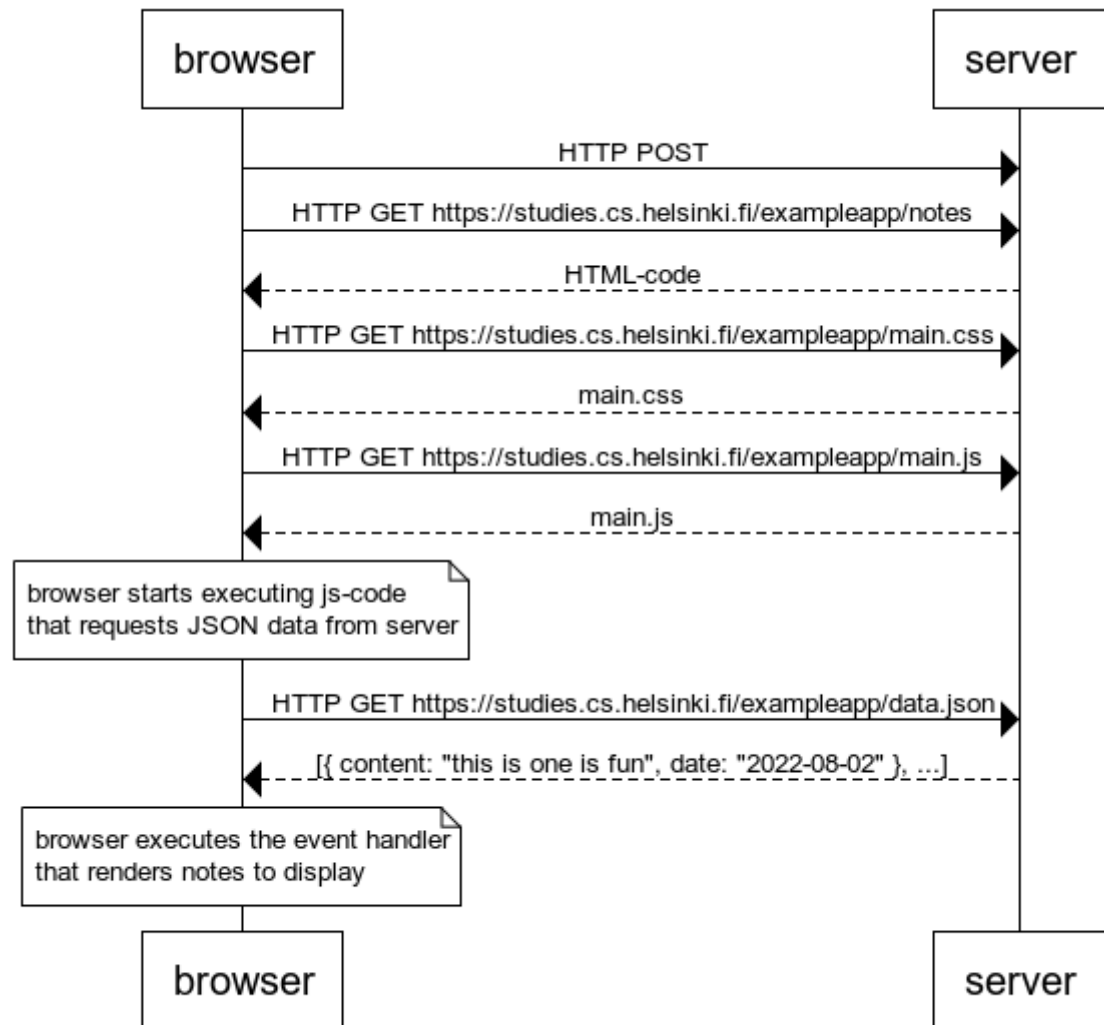 browser
server
HTTP POST
HTTP GET https://studies.cs.helsinki.fi/exampleapp/notes
HTML-code
HTTP GET https://studies.cs.helsinki.fi/exampleapp/main.css
main.css
HTTP GET https://studies.cs.helsinki.fi/exampleapp/main.js
main.js
browser starts executing js-code
that requests JSON data from server
HTTP GET https://studies.cs.helsinki.fi/exampleapp/data.json
[{ content: "this is one is fun", date: "2022-08-02" }, ...]
browser executes the event handler
that renders notes to display
browser
server